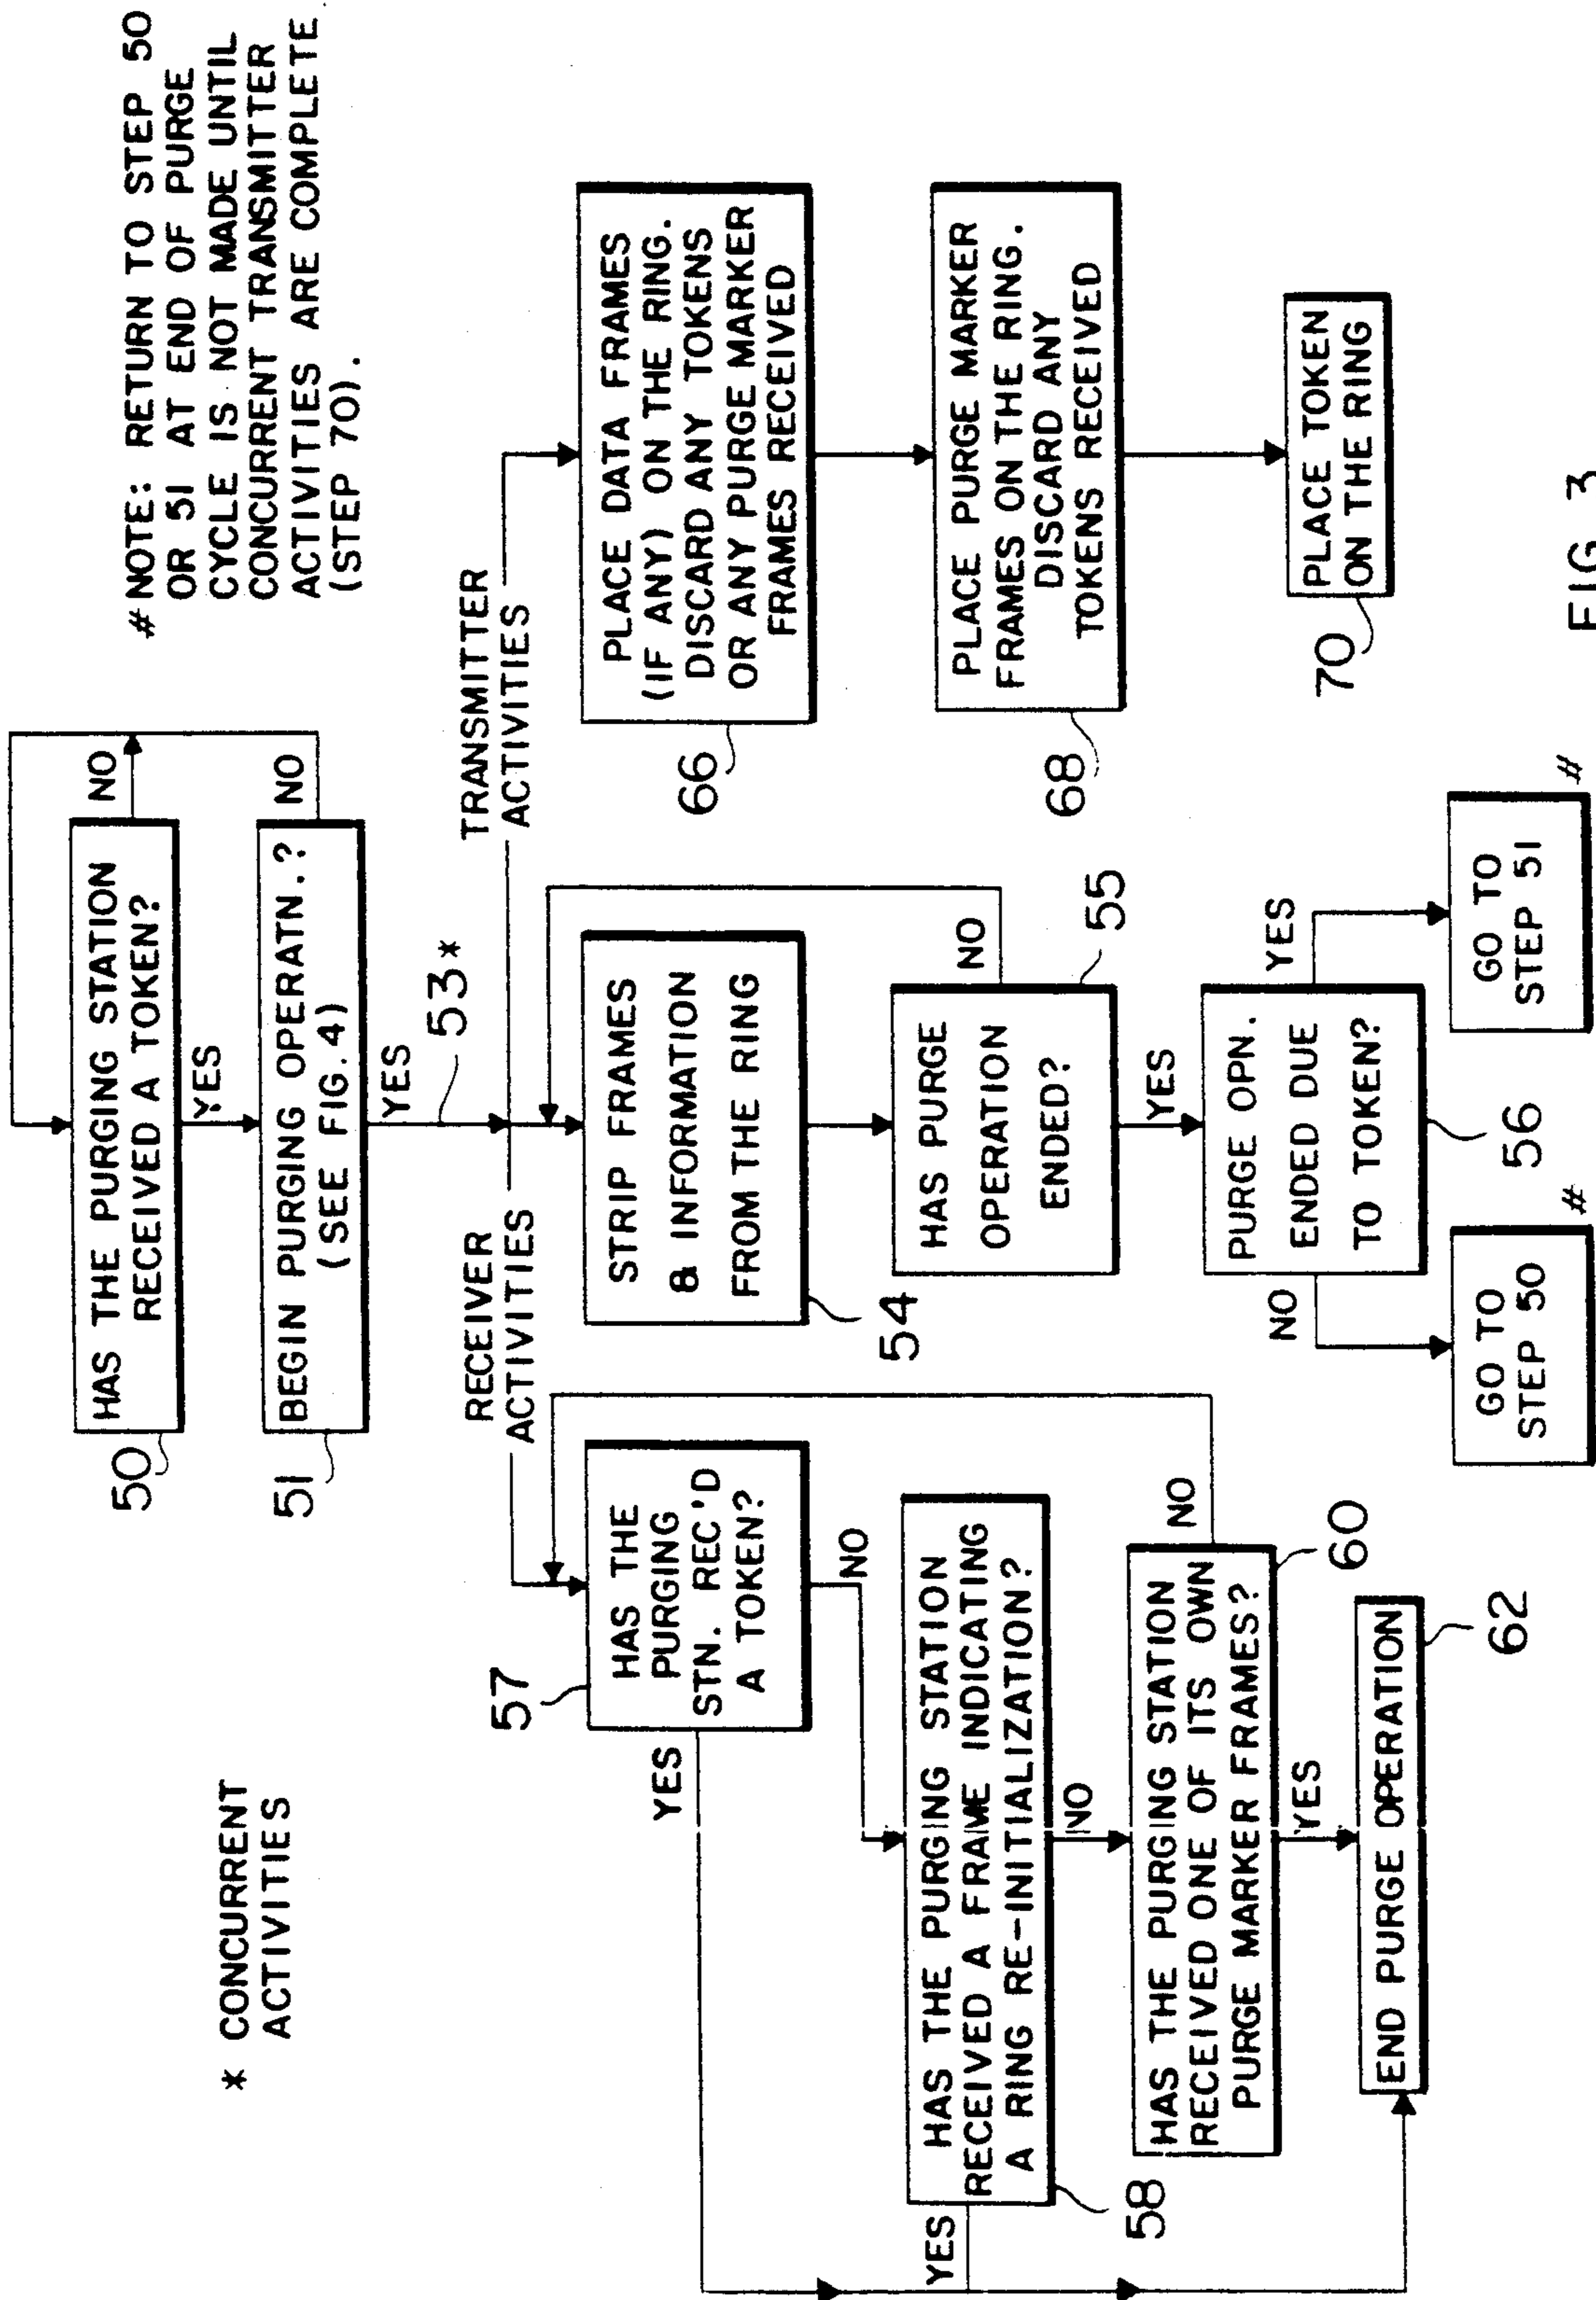 * CONCURRENT
ACTIVITIES
# NOTE: RETURN TO STEP 50
OR 51 AT END OF PURGE
CYCLE IS NOT MADE UNTIL
CONCURRENT TRANSMITTER
ACTIVITIES ARE COMPLETE
(STEP 70).
50
HAS THE PURGING STATION
RECEIVED A TOKEN?
NO
YES
51
BEGIN PURGING OPERATN.?
(SEE FIG. 4)
NO
YES
53*
RECEIVER
ACTIVITIES
TRANSMITTER
ACTIVITIES
57
HAS THE
PURGING
STN. REC'D
A TOKEN?
YES
NO
58
HAS THE PURGING STATION
RECEIVED A FRAME INDICATING
A RING RE-INITIALIZATION?
YES
NO
60
HAS THE PURGING STATION
RECEIVED ONE OF ITS OWN
PURGE MARKER FRAMES?
NO
YES
END PURGE OPERATION
62
STRIP FRAMES
& INFORMATION
FROM THE RING
54
HAS PURGE
OPERATION
ENDED?
NO
55
YES
PURGE OPN.
ENDED DUE
TO TOKEN?
56
NO
YES
GO TO
STEP 50
#
GO TO
STEP 51
#
66
PLACE DATA FRAMES
(IF ANY) ON THE RING.
DISCARD ANY TOKENS
OR ANY PURGE MARKER
FRAMES RECEIVED
68
PLACE PURGE MARKER
FRAMES ON THE RING.
DISCARD ANY
TOKENS RECEIVED
70
PLACE TOKEN
ON THE RING
FIG. 3